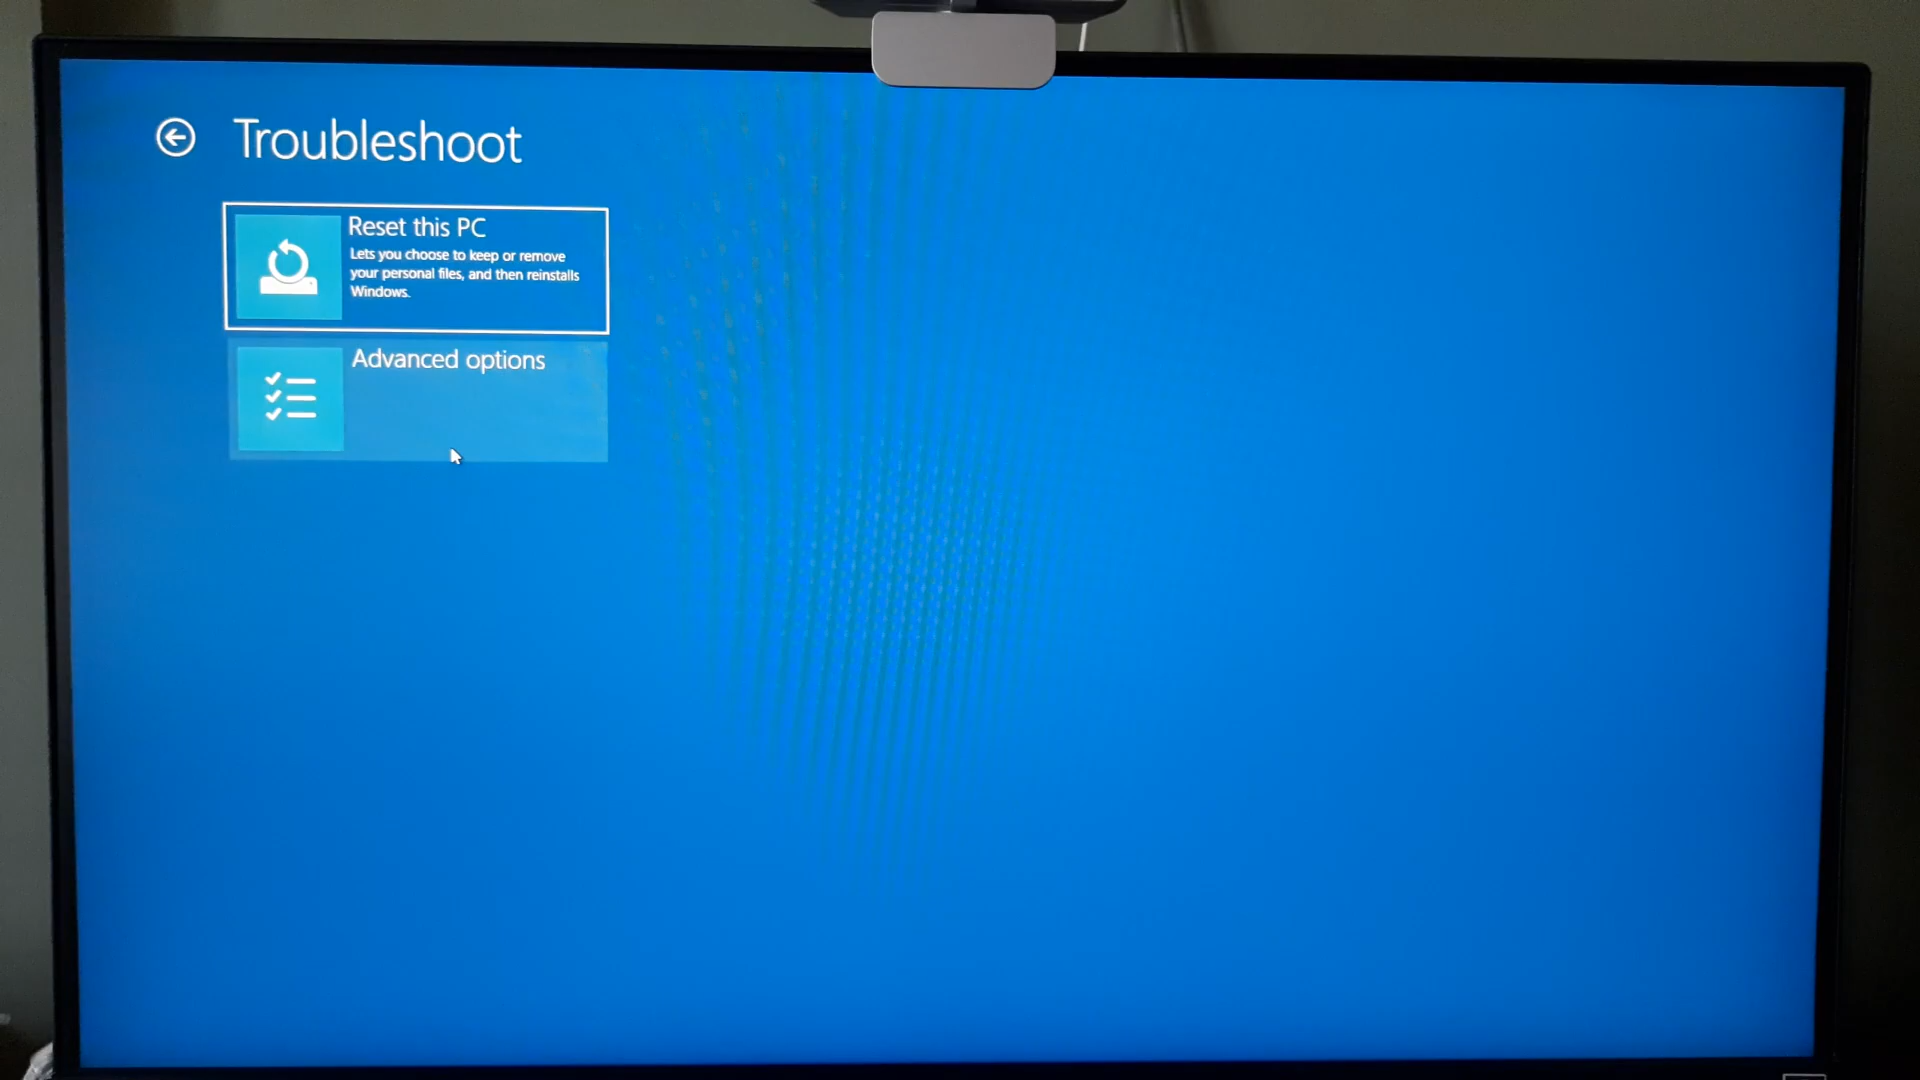 Troubleshoot
Reset this PC
Lets you choose to keep or remove
your personal files, and then reinstalls
Windows.
Advanced options